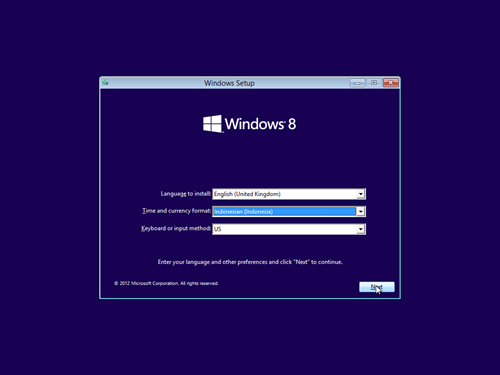 Windows Setup
Windows 8
Language to install: English (United Kingdom)
Time and currency format: Indonesian (Indonesia)
Keyboard or input method: US
Enter your language and other preferences and click "Next" to continue.
© 2012 Microsoft Corporation. All rights reserved.
Next